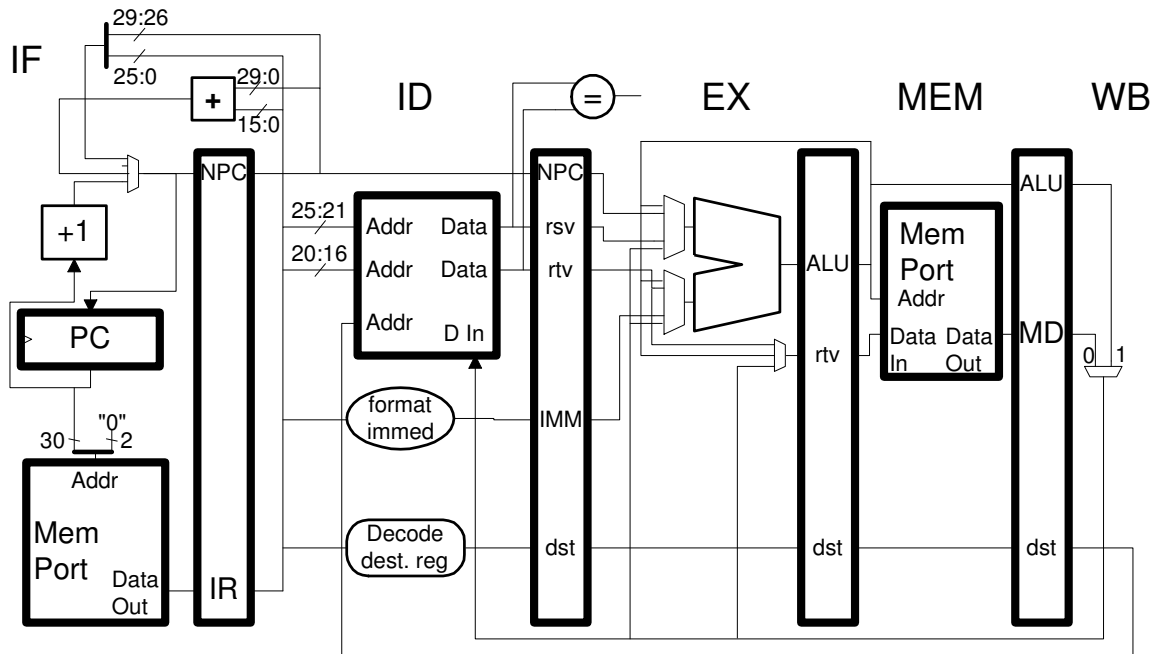 IF
ID
EX
MEM
WB
29:26
25:0
+
29:0
15:0
=
+1
PC
30
"0"
2
Addr
Mem
Port
Data
Out
NPC
IR
25:21
20:16
Addr
Data
Addr
Data
Addr
D In
format
immed
Decode
dest. reg
NPC
rsv
rtv
IMM
dst
ALU
rtv
dst
Mem
Port
Addr
Data
In
Data
Out
ALU
MD
dst
0
1